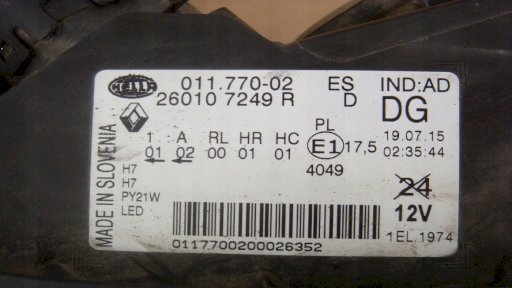 011.770-02 ES IND:AD
26010 7249 R D DG
MADE IN SLOVENIA
1 A RL HR HC PL
01 02 00 01 01 E1 17,5
4049
19.07.15
02:35:44
H7
H7
PY21W
LED
24
12V
0117700200026352
1EL.1974